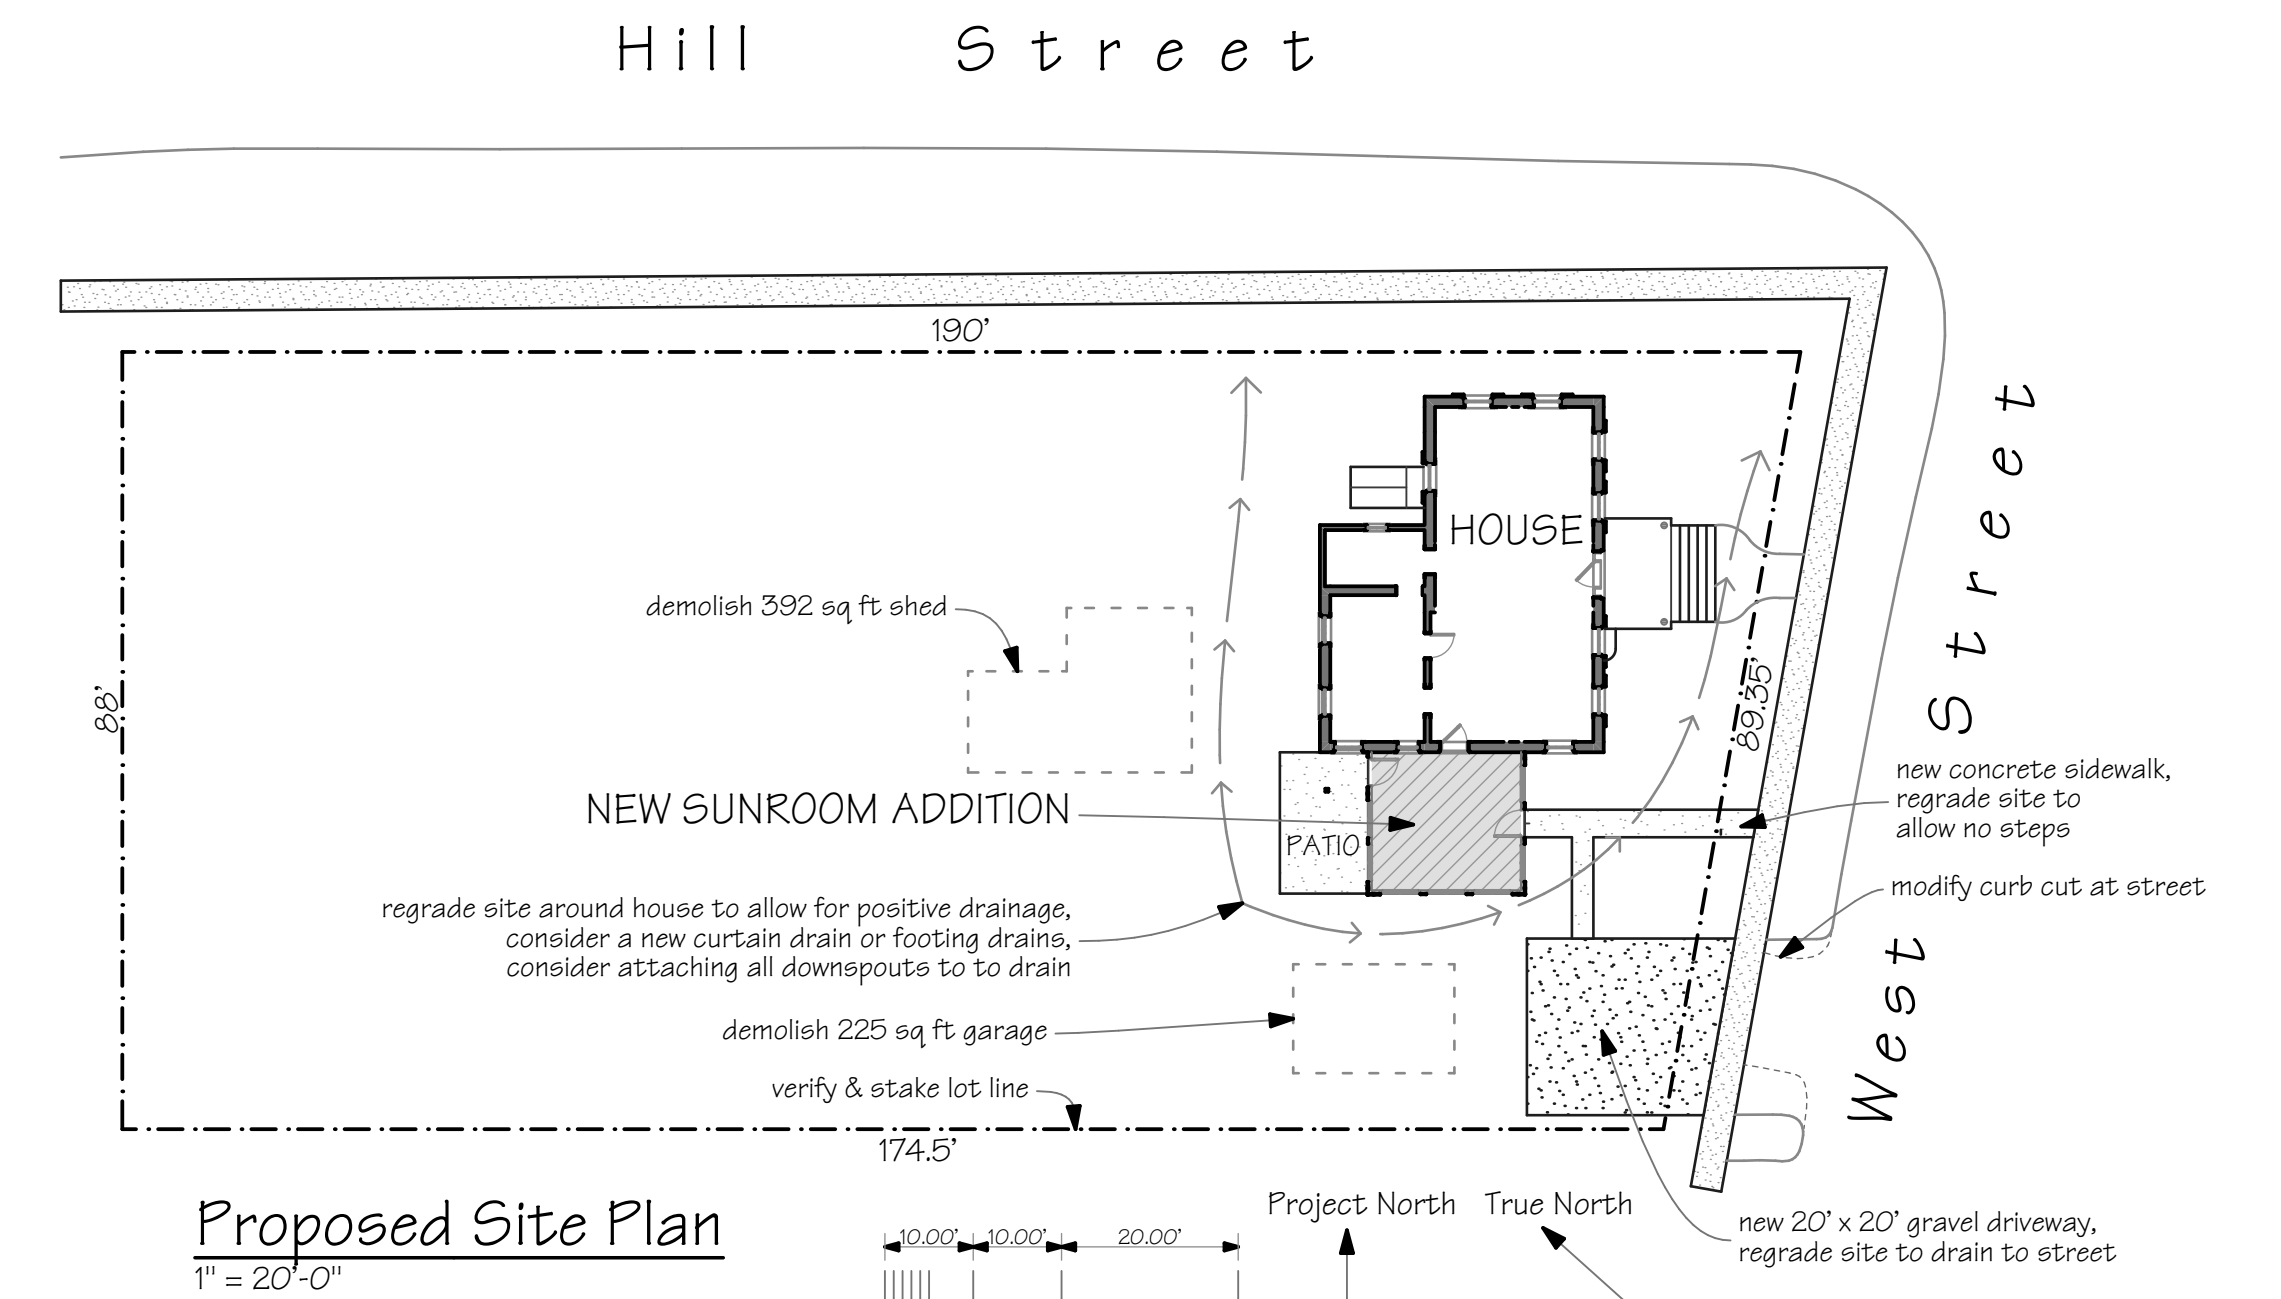 Hill Street
190’
HOUSE
demolish 392 sq ft shed
88’
89.35’
West Street
new concrete sidewalk,
regrade site to
allow no steps
NEW SUNROOM ADDITION
PATIO
modify curb cut at street
regrade site around house to allow for positive drainage,
consider a new curtain drain or footing drains,
consider attaching all downspouts to to drain
demolish 225 sq ft garage
verify & stake lot line
174.5’
Proposed Site Plan
1" = 20’-0"
10.00’ 10.00’ 20.00’
Project North
True North
new 20’ x 20’ gravel driveway,
regrade site to drain to street